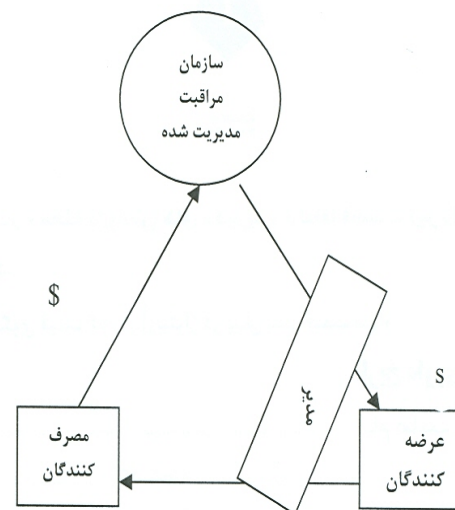 سازمان
مراقبت
مدیریت شده
$
مدیر
s
مصرف
کنندگان
عرضه
کنندگان